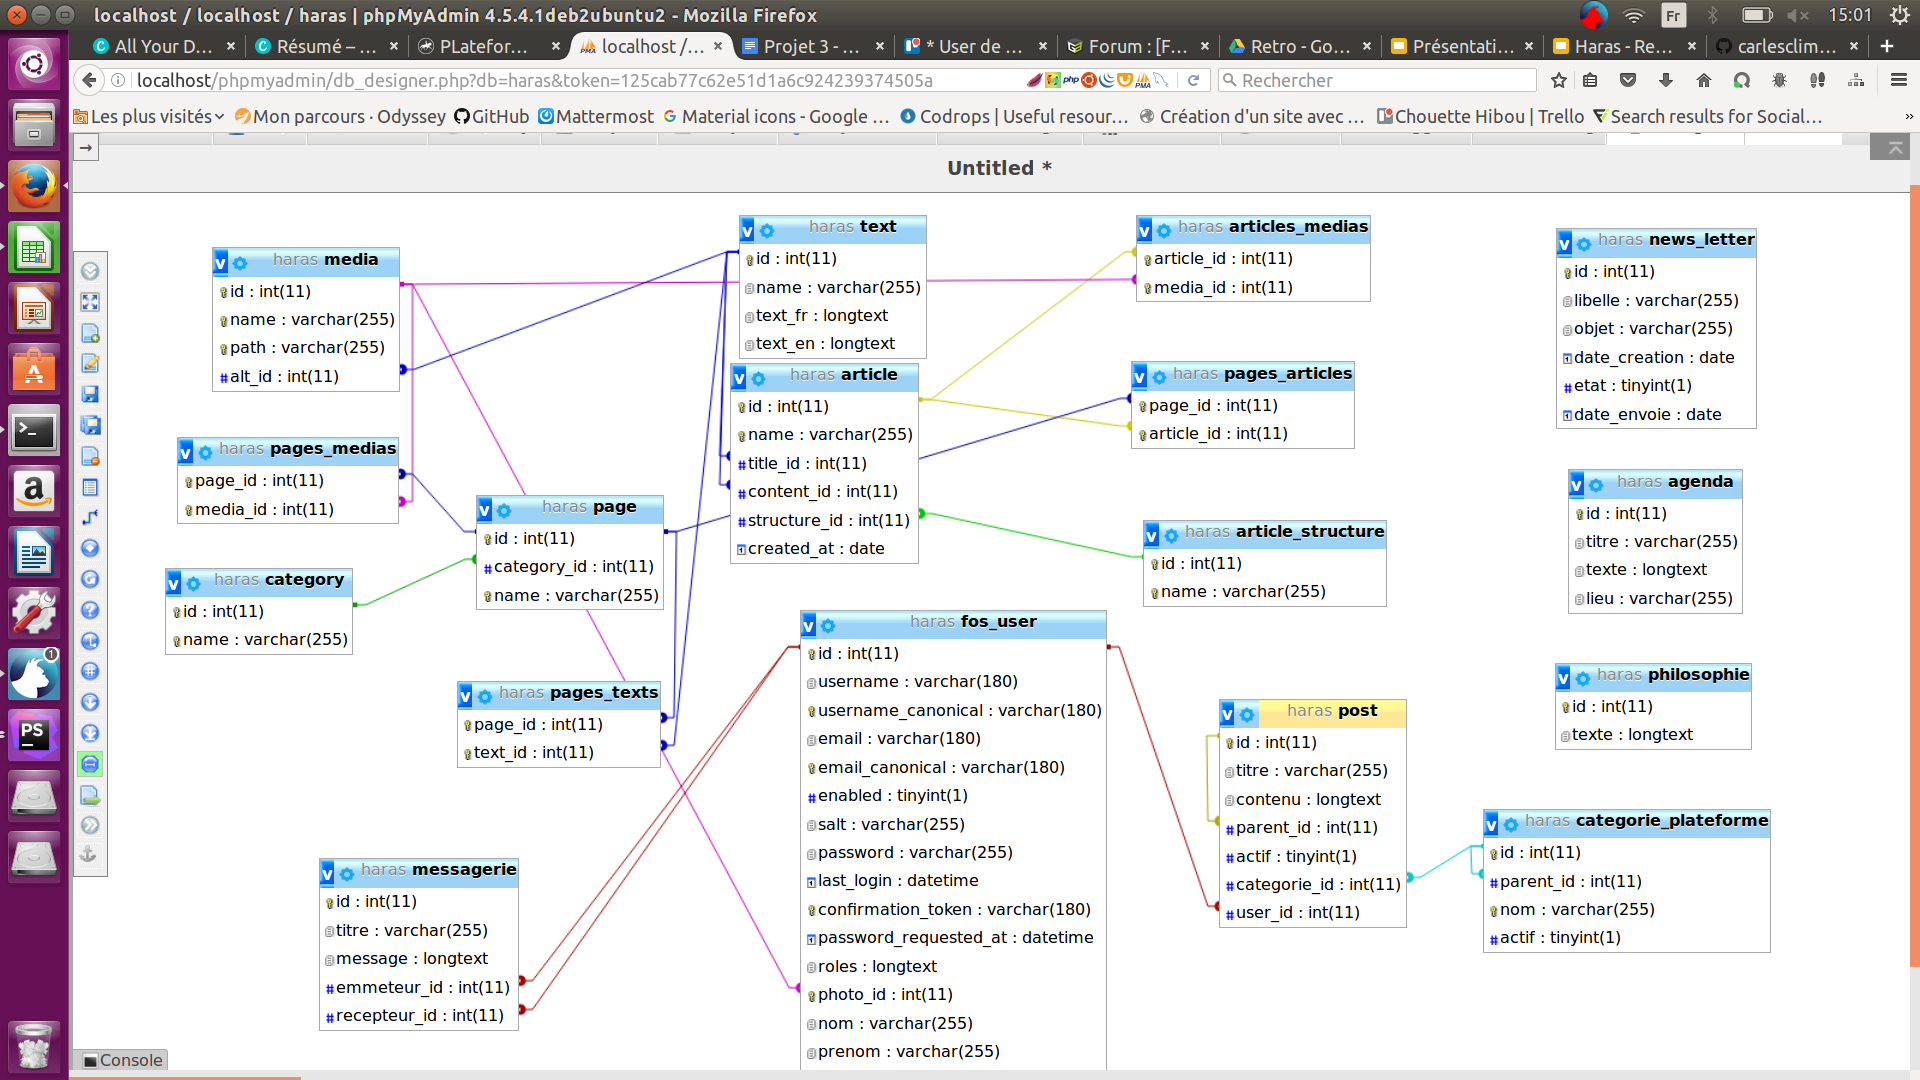 localhost / localhost / haras | phpMyAdmin 4.5.4.1deb2ubuntu2 - Mozilla Firefox
Fr
15:01
All Your D...
Résumé – ...
PLatefor...
localhost /...
Projet 3 - ...
* User de ...
Forum : [F...
Retro - Go...
Présentati...
Haras - Re...
carlesclim...
localhost/phpmyadmin/db_designer.php?db=haras&token=125cab77c62e51d1a6c924239374505a
Rechercher
Les plus visités
Mon parcours · Odyssey
GitHub
Mattermost
Material icons - Google ...
Codrops | Useful resour...
Création d'un site avec ...
Chouette Hibou | Trello
Search results for Social...
Untitled *
haras media
id : int(11)
name : varchar(255)
path : varchar(255)
alt_id : int(11)
haras text
id : int(11)
name : varchar(255)
text_fr : longtext
text_en : longtext
haras articles_medias
article_id : int(11)
media_id : int(11)
haras news_letter
id : int(11)
libelle : varchar(255)
objet : varchar(255)
date_creation : date
etat : tinyint(1)
date_envoie : date
haras article
id : int(11)
name : varchar(255)
title_id : int(11)
content_id : int(11)
structure_id : int(11)
created_at : date
haras pages_articles
page_id : int(11)
article_id : int(11)
haras pages_medias
page_id : int(11)
media_id : int(11)
haras page
id : int(11)
category_id : int(11)
name : varchar(255)
haras agenda
id : int(11)
titre : varchar(255)
texte : longtext
lieu : varchar(255)
haras article_structure
id : int(11)
name : varchar(255)
haras category
id : int(11)
name : varchar(255)
haras fos_user
id : int(11)
username : varchar(180)
username_canonical : varchar(180)
email : varchar(180)
email_canonical : varchar(180)
enabled : tinyint(1)
salt : varchar(255)
password : varchar(255)
last_login : datetime
confirmation_token : varchar(180)
password_requested_at : datetime
roles : longtext
photo_id : int(11)
nom : varchar(255)
prenom : varchar(255)
haras pages_texts
page_id : int(11)
text_id : int(11)
haras philosophie
id : int(11)
texte : longtext
haras post
id : int(11)
titre : varchar(255)
contenu : longtext
parent_id : int(11)
actif : tinyint(1)
categorie_id : int(11)
user_id : int(11)
haras categorie_plateforme
id : int(11)
parent_id : int(11)
nom : varchar(255)
actif : tinyint(1)
haras messagerie
id : int(11)
titre : varchar(255)
message : longtext
emmeteur_id : int(11)
recepteur_id : int(11)
Console